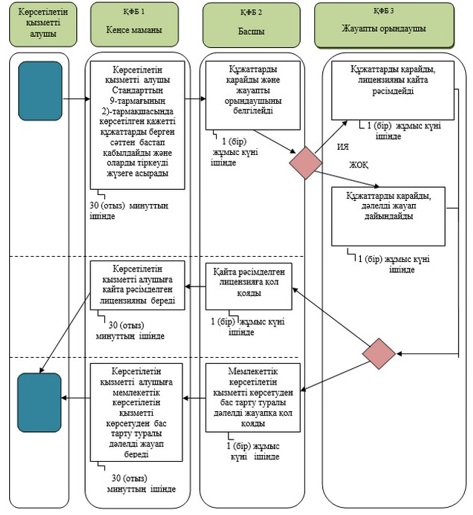 Көрсетілетін
қызметті
алушы
ҚФБ 1
Кеңсе маманы
ҚФБ 2
Басшы
ҚФБ 3
Жауапты орындаушы
Көрсетілетін
қызметті алушы
Стандарттың
9-тармағының
2)-тармақшасында
көрсетілген қажетті
құжаттарды берген
сәттен бастап
қабылдайды және
оларды тіркеуді
жүзеге асырады
30 (отыз) минуттың
ішінде
Құжаттарды
қарайды және
жауапты
орындаушыны
белгілейді
1 (бір)
жұмыс күні
ішінде
Құжаттарды қарайды,
лицензияны қайта
рәсімдейді
1 (бір) жұмыс күні
ішінде
ИЯ
ЖОҚ
Құжаттарды қарайды,
дәлелді жауап
дайындайды
1 (бір) жұмыс күні
ішінде
Көрсетілетін
қызметті алушыға
қайта рәсімделген
лицензияны береді
30 (отыз)
минуттың ішінде
Қайта рәсімделген
лицензияға қол
қояды
1 (бір) жұмыс күні
ішінде
Көрсетілетін
қызметті алушыға
мемлекеттік
көрсетілетін
қызметті
көрсетуден бас
тарту туралы
дәлелді жауап
береді
30 (отыз)
минуттың ішінде
Мемлекеттік
көрсетілетін
қызметті көрсетуден
бас тарту туралы
дәлелді жауапқа қол
қояды
1 (бір) жұмыс
күні ішінде